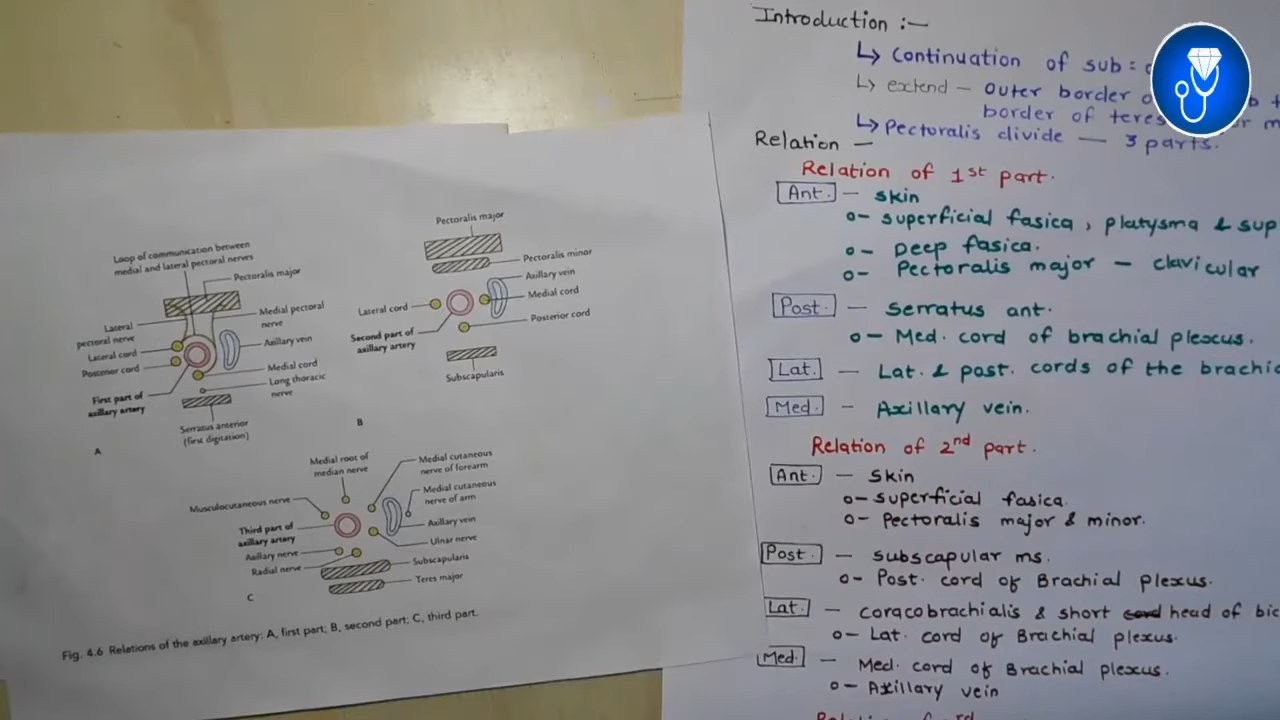 Loop of communication between
medial and lateral pectoral nerves
Pectoralis major
Lateral
pectoral nerve
Medial pectoral
nerve
Lateral cord
Axillary vein
Posterior cord
Medial cord
First part of
axillary artery
Long thoracic
nerve
Serratus anterior
(first digitation)
A
Pectoralis major
Pectoralis minor
Axillary vein
Lateral cord
Medial cord
Second part of
axillary artery
Posterior cord
Subscapularis
B
Medial root of
median nerve
Medial cutaneous
nerve of forearm
Musculocutaneous nerve
Medial cutaneous
nerve of arm
Third part of
axillary artery
Axillary vein
Ulnar nerve
Axillary nerve
Radial nerve
Subscapularis
Teres major
C
Fig. 4.6 Relations of the axillary artery: A, first part; B, second part; C, third part.
Introduction :-
↳ Continuation of sub:
↳ extend - outer border
border of teres
↳ Pectoralis divide - 3 parts.
Relation -
Relation of 1st part.
Ant. - Skin
o- superficial fasica, platysma & sup
o- Deep fasica.
o- Pectoralis major - clavicular
Post. - Serratus ant.
o- Med. cord of brachial plexus.
Lat. - Lat. & post. cords of the brachi
Med. - Axillary vein.
Relation of 2nd part.
Ant. - Skin
o- superficial fasica.
o- Pectoralis major & minor.
Post. - subscapular ms.
o- Post. cord of Brachial plexus.
Lat. - coracobrachialis & short head of bic
o- Lat. cord of Brachial plexus.
Med. - Med. cord of Brachial plexus.
o- Axillary vein